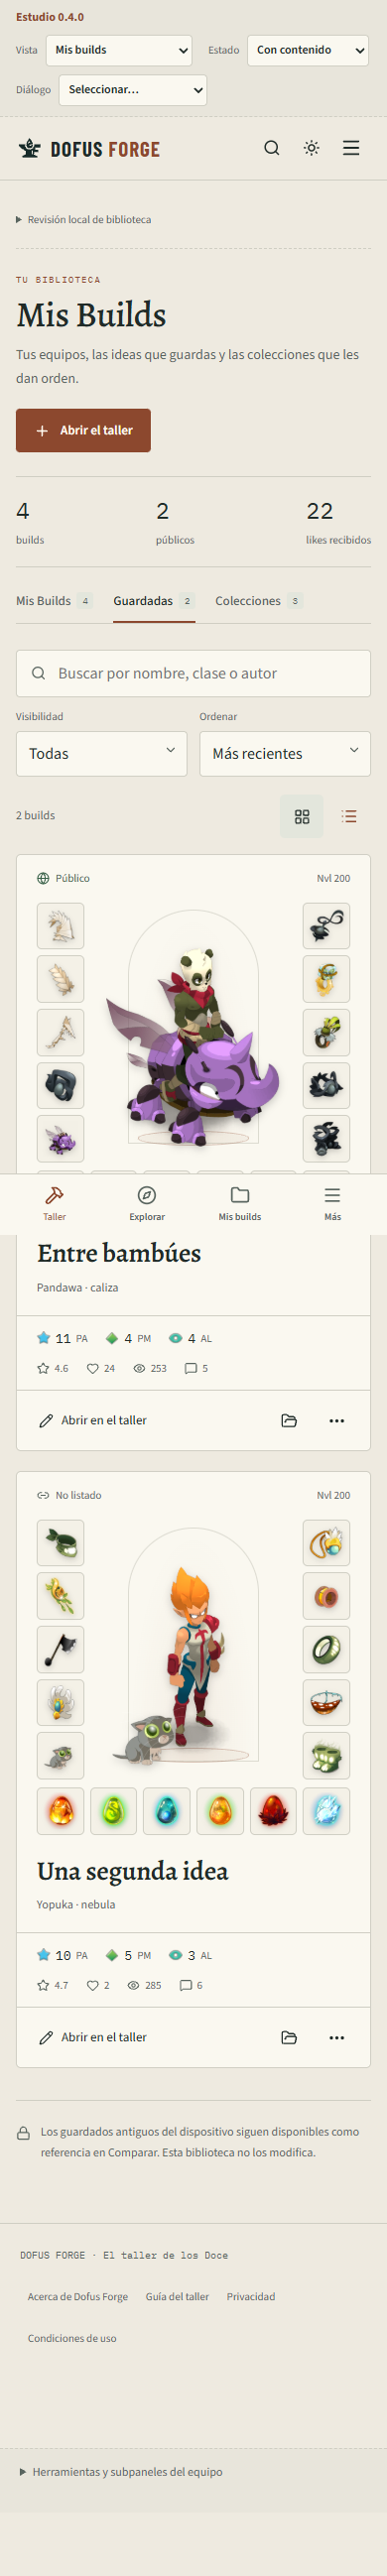 Estudio 0.4.0
Vista Mis builds Estado Con contenido
Diálogo Seleccionar...
DOFUS FORGE
Revisión local de biblioteca
TU BIBLIOTECA
Mis Builds
Tus equipos, las ideas que guardas y las colecciones que les
dan orden.
Abrir el taller
4 2 22
builds públicos likes recibidos
Mis Builds 4 Guardadas 2 Colecciones 3
Buscar por nombre, clase o autor
Visibilidad Ordenar
Todas Más recientes
2 builds
Público Nvl 200
Taller Explorar Mis builds Más
Entre bambúes
Pandawa · caliza
11 PA 4 PM 4 AL
4.6 24 253 5
Abrir en el taller
No listado Nvl 200
Una segunda idea
Yopuka · nebula
10 PA 5 PM 3 AL
4.7 2 285 6
Abrir en el taller
Los guardados antiguos del dispositivo siguen disponibles como
referencia en Comparar. Esta biblioteca no los modifica.
DOFUS FORGE · El taller de los Doce
Acerca de Dofus Forge Guía del taller Privacidad
Condiciones de uso
Herramientas y subpaneles del equipo